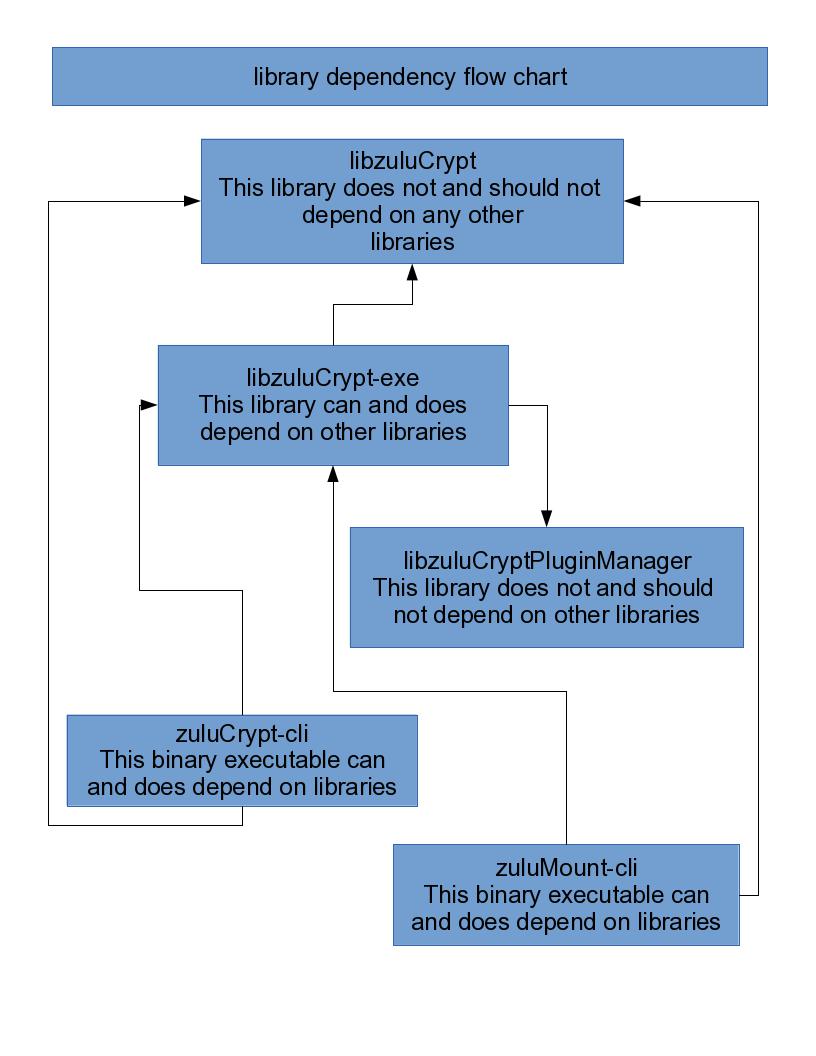 library dependency flow chart
libzuluCrypt
This library does not and should not
depend on any other
libraries
libzuluCrypt-exe
This library can and does
depend on other libraries
libzuluCryptPluginManager
This library does not and should
not depend on other libraries
zuluCrypt-cli
This binary executable can
and does depend on libraries
zuluMount-cli
This binary executable can
and does depend on libraries